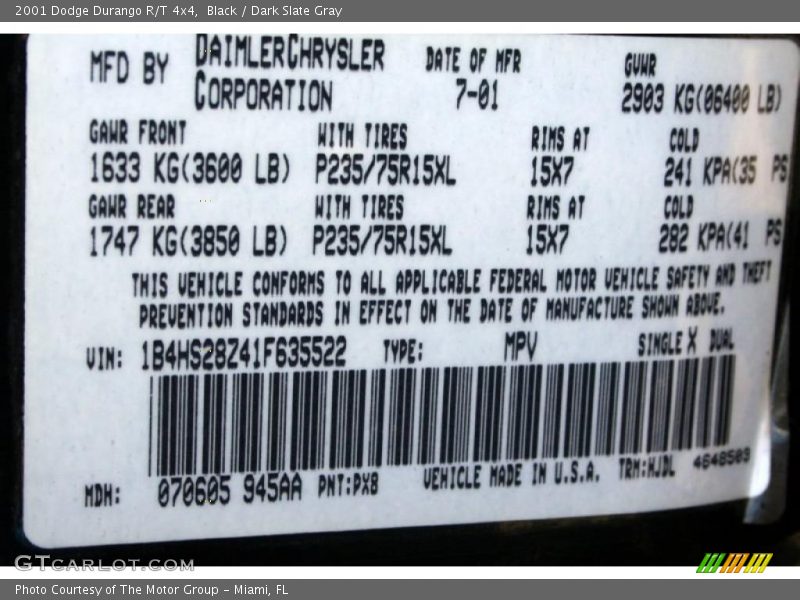 2001 Dodge Durango R/T 4x4, Black / Dark Slate Gray
MFD BY DAIMLERCHRYSLER CORPORATION DATE OF MFR 7-01 GVWR 2903 KG(06400 LB)
GAWR FRONT WITH TIRES RIMS AT COLD
1633 KG(3600 LB) P235/75R15XL 15X7 241 KPA(35 PS
GAWR REAR WITH TIRES RIMS AT COLD
1747 KG(3850 LB) P235/75R15XL 15X7 282 KPA(41 PS
THIS VEHICLE CONFORMS TO ALL APPLICABLE FEDERAL MOTOR VEHICLE SAFETY AND THEFT
PREVENTION STANDARDS IN EFFECT ON THE DATE OF MANUFACTURE SHOWN ABOVE.
VIN: 1B4HS28Z41F635522 TYPE: MPV SINGLE X DUAL
MDH: 070605 945AA PNT:PX8 VEHICLE MADE IN U.S.A. TRM:HJDL 4648503
GTCARLOT.COM
Photo Courtesy of The Motor Group - Miami, FL